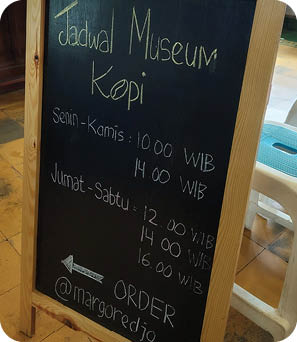 Jadwal Museum
Kopi
Senin-Kamis : 10.00 WIB
14.00 WIB
Jumat-Sabtu : 12.00 WIB
14.00 WIB
16.00 WIB
ORDER
@margoredjo